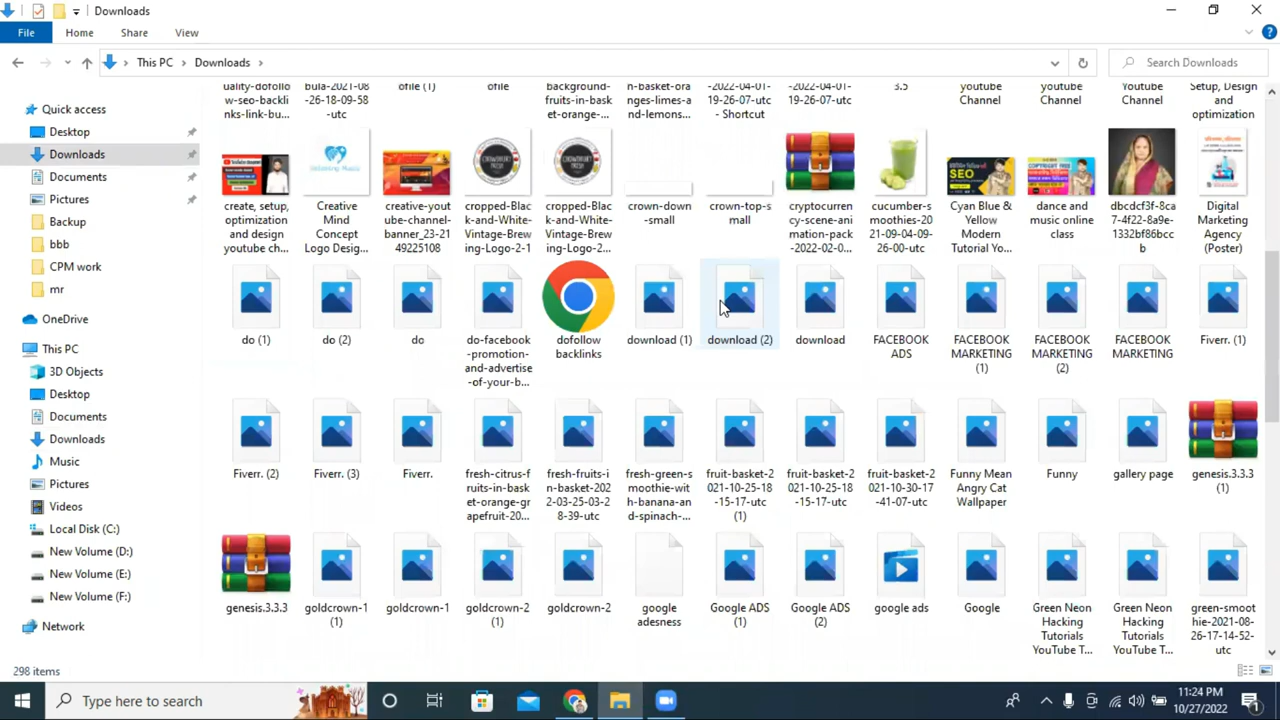 Downloads
File Home Share View
This PC Downloads
Search Downloads
Quick access
Desktop
Downloads
Documents
Pictures
Backup
bbb
CPM work
mr
OneDrive
This PC
3D Objects
Desktop
Documents
Downloads
Music
Pictures
Videos
Local Disk (C:)
New Volume (D:)
New Volume (E:)
New Volume (F:)
Network
uality-dofollo
w-seo-backli
nks-link-bu...
bula-2021-08
-26-18-09-58
-utc
ofile (1)
ofile
background-
fruits-in-bask
et-orange-...
n-basket-ora
nges-limes-a
nd-lemons...
-2022-04-01-
19-26-07-utc
- Shortcut
-2022-04-01-
19-26-07-utc
3.5
youtube
Channel
youtube
Channel
Youtube
Channel
Setup, Design
and
optimization
create, setup,
optimization
and design
youtube ch...
Creative
Mind
Concept
Logo Desig...
creative-yout
ube-channel-
banner_23-21
49225108
cropped-Blac
k-and-White-
Vintage-Brew
ing-Logo-2-1
cropped-Blac
k-and-White-
Vintage-Brew
ing-Logo-2...
crown-down
-small
crown-top-s
mall
cryptocurren
cy-scene-ani
mation-pack
-2022-02-0...
cucumber-s
moothies-20
21-09-04-09-
26-00-utc
Cyan Blue &
Yellow
Modern
Tutorial Yo...
dance and
music online
class
dbcdcf3f-8ca
7-4f22-8a9e-
1332bf86bcc
b
Digital
Marketing
Agency
(Poster)
do (1)
do (2)
do
do-facebook
-promotion-
and-advertise
-of-your-b...
dofollow
backlinks
download (1)
download (2)
download
FACEBOOK
ADS
FACEBOOK
MARKETING
(1)
FACEBOOK
MARKETING
(2)
FACEBOOK
MARKETING
Fiverr. (1)
Fiverr. (2)
Fiverr. (3)
Fiverr.
fresh-citrus-f
ruits-in-bask
et-orange-gr
apefruit-20...
fresh-fruits-i
n-basket-202
2-03-25-03-2
8-39-utc
fresh-green-s
moothie-wit
h-banana-an
d-spinach-...
fruit-basket-2
021-10-25-18
-15-17-utc
(1)
fruit-basket-2
021-10-25-18
-15-17-utc
fruit-basket-2
021-10-30-17
-41-07-utc
Funny Mean
Angry Cat
Wallpaper
Funny
gallery page
genesis.3.3.3
(1)
genesis.3.3.3
goldcrown-1
(1)
goldcrown-1
goldcrown-2
(1)
goldcrown-2
google
adesness
Google ADS
(1)
Google ADS
(2)
google ads
Google
Green Neon
Hacking
Tutorials
YouTube T...
Green Neon
Hacking
Tutorials
YouTube T...
green-smoo
thie-2021-08
-26-17-14-52-
utc
298 items
Type here to search
11:24 PM
10/27/2022